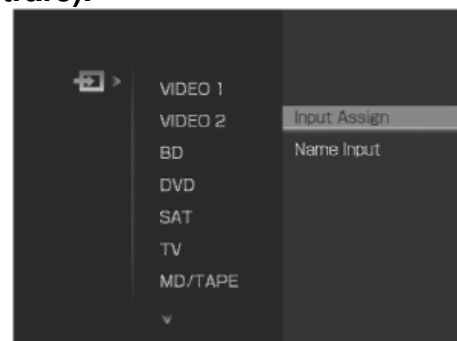 VIDEO 1
VIDEO 2
BD
DVD
SAT
TV
MD/TAPE
Input Assign
Name Input